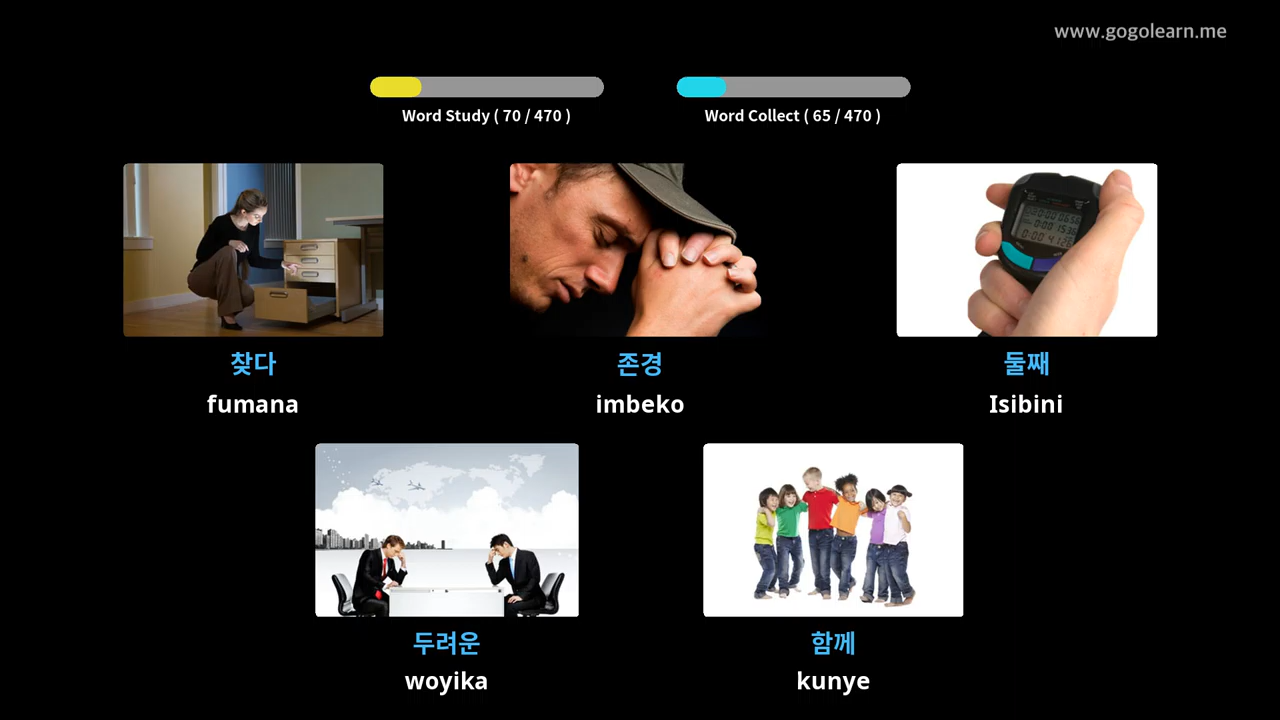 www.gogolearn.me
Word Study ( 70 / 470 )
Word Collect ( 65 / 470 )
찾다
fumana
존경
imbeko
둘째
Isibini
두려운
woyika
함께
kunye